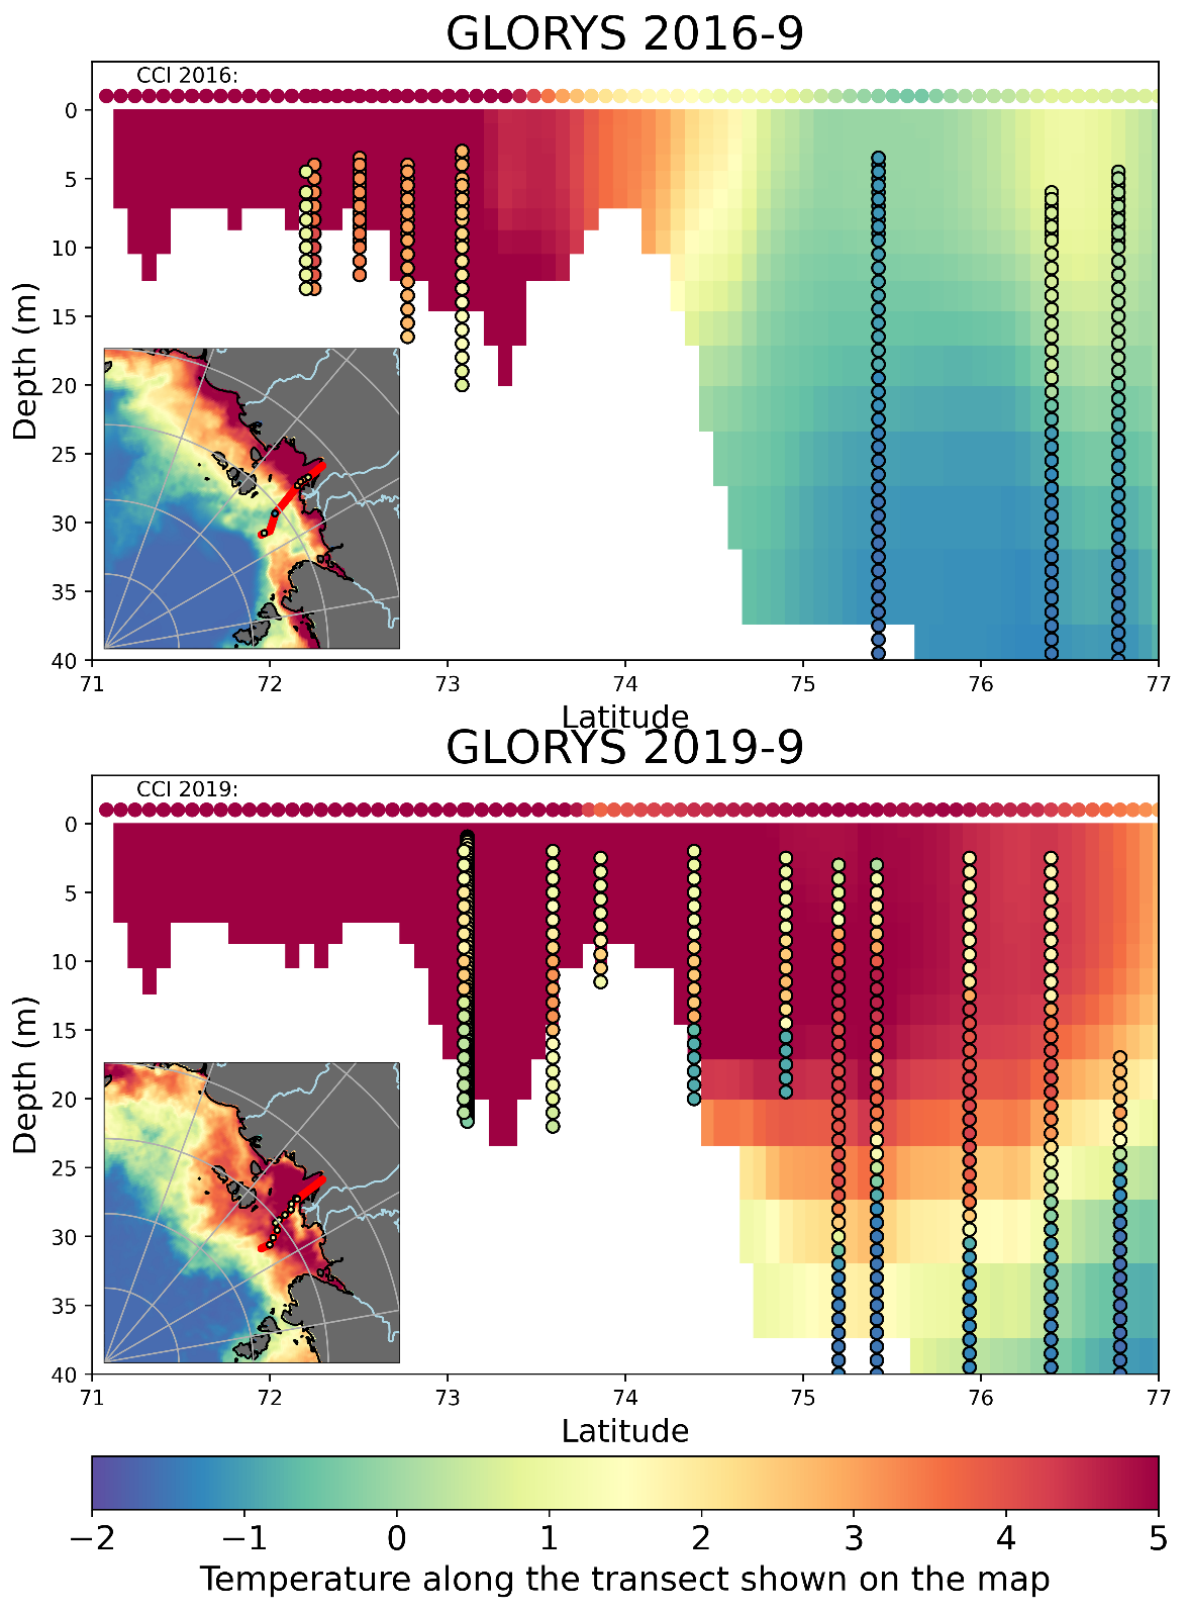 GLORYS 2016-9
CCI 2016:
0
5
10
15
20
25
30
35
40
Depth (m)
71 72 73 74 75 76 77
Latitude
GLORYS 2019-9
CCI 2019:
0
5
10
15
20
25
30
35
40
Depth (m)
71 72 73 74 75 76 77
Latitude
−2 −1 0 1 2 3 4 5
Temperature along the transect shown on the map